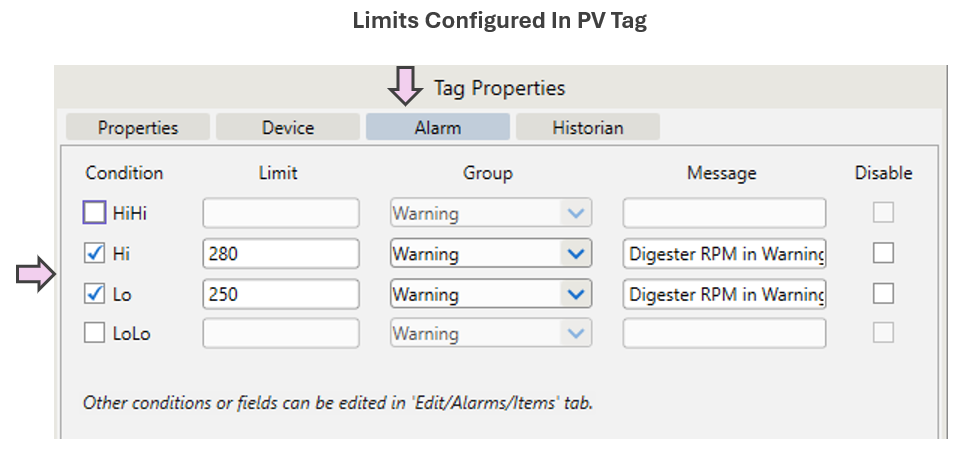 Limits Configured In PV Tag
Tag Properties
Properties Device Alarm Historian
Condition Limit Group Message Disable
HiHi Warning
Hi 280 Warning Digester RPM in Warning
Lo 250 Warning Digester RPM in Warning
LoLo Warning
Other conditions or fields can be edited in 'Edit/Alarms/Items' tab.